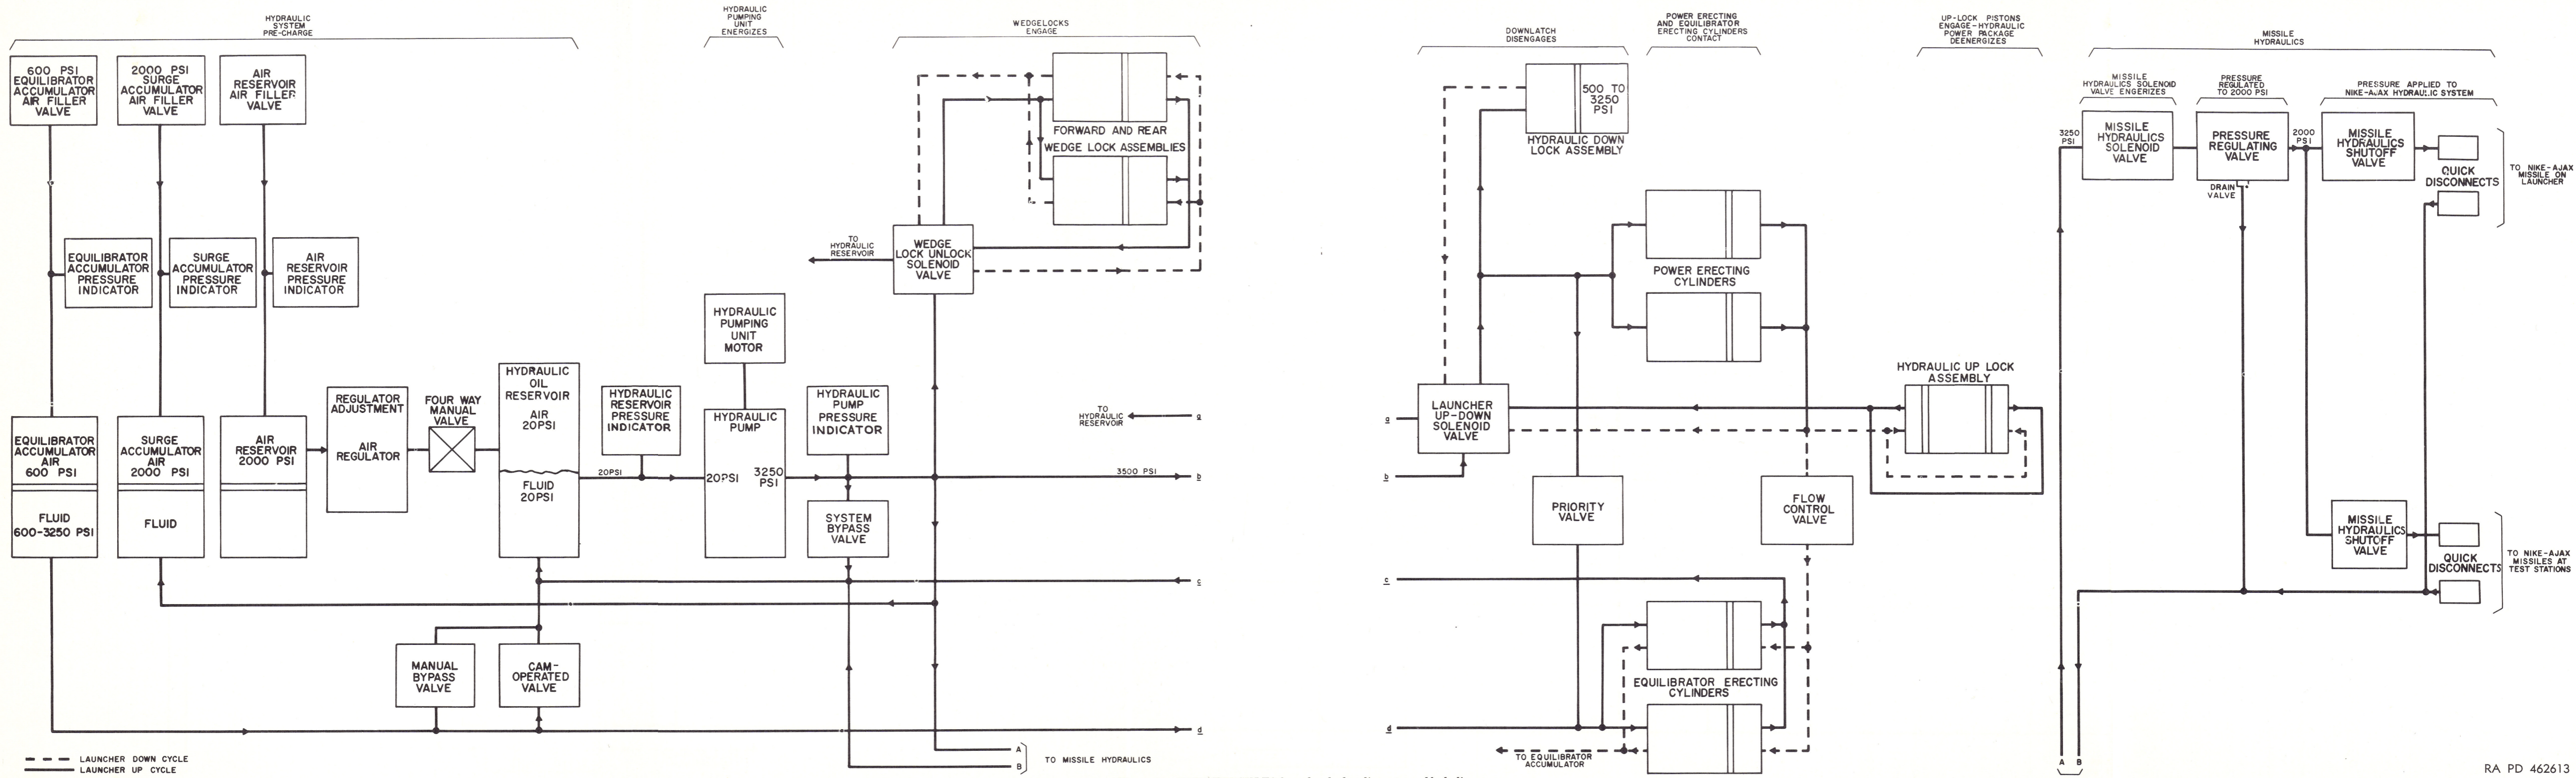 HYDRAULIC
SYSTEM
PRE-CHARGE
HYDRAULIC
PUMPING
UNIT
ENERGIZES
WEDGELOCKS
ENGAGE
600 PSI
EQUILIBRATOR
ACCUMULATOR
AIR FILLER
VALVE
2000 PSI
SURGE
ACCUMULATOR
AIR FILLER
VALVE
AIR
RESERVOIR
AIR FILLER
VALVE
FORWARD AND REAR
WEDGE LOCK ASSEMBLIES
EQUILIBRATOR
ACCUMULATOR
PRESSURE
INDICATOR
SURGE
ACCUMULATOR
PRESSURE
INDICATOR
AIR
RESERVOIR
PRESSURE
INDICATOR
TO
HYDRAULIC
RESERVOIR
WEDGE
LOCK UNLOCK
SOLENOID
VALVE
HYDRAULIC
PUMPING
UNIT
MOTOR
EQUILIBRATOR
ACCUMULATOR
AIR
600 PSI
FLUID
600-3250 PSI
SURGE
ACCUMULATOR
AIR
2000 PSI
FLUID
AIR
RESERVOIR
2000 PSI
REGULATOR
ADJUSTMENT
AIR
REGULATOR
FOUR WAY
MANUAL
VALVE
HYDRAULIC
OIL
RESERVOIR
AIR
20PSI
FLUID
20PSI
HYDRAULIC
RESERVOIR
PRESSURE
INDICATOR
20PSI
HYDRAULIC
PUMP
20PSI
3250
PSI
HYDRAULIC
PUMP
PRESSURE
INDICATOR
SYSTEM
BYPASS
VALVE
TO
HYDRAULIC
RESERVOIR
a
3500 PSI
b
c
MANUAL
BYPASS
VALVE
CAM-
OPERATED
VALVE
d
A
B
TO MISSILE HYDRAULICS
LAUNCHER DOWN CYCLE
LAUNCHER UP CYCLE
DOWNLATCH
DISENGAGES
POWER ERECTING
AND EQUILIBRATOR
ERECTING CYLINDERS
CONTACT
UP-LOCK PISTONS
ENGAGE-HYDRAULIC
POWER PACKAGE
DEENERGIZES
MISSILE
HYDRAULICS
500 TO
3250
PSI
HYDRAULIC DOWN
LOCK ASSEMBLY
POWER ERECTING
CYLINDERS
HYDRAULIC UP LOCK
ASSEMBLY
a
LAUNCHER
UP-DOWN
SOLENOID
VALVE
b
PRIORITY
VALVE
FLOW
CONTROL
VALVE
c
EQUILIBRATOR ERECTING
CYLINDERS
d
TO EQUILIBRATOR
ACCUMULATOR
MISSILE
HYDRAULICS SOLENOID
VALVE ENGERIZES
PRESSURE
REGULATED
TO 2000 PSI
PRESSURE APPLIED TO
NIKE-AJAX HYDRAULIC SYSTEM
3250
PSI
MISSILE
HYDRAULICS
SOLENOID
VALVE
PRESSURE
REGULATING
VALVE
DRAIN
VALVE
2000
PSI
MISSILE
HYDRAULICS
SHUTOFF
VALVE
QUICK
DISCONNECTS
TO NIKE-AJAX
MISSILE ON
LAUNCHER
MISSILE
HYDRAULICS
SHUTOFF
VALVE
QUICK
DISCONNECTS
TO NIKE-AJAX
MISSILES AT
TEST STATIONS
A B
RA PD 462613